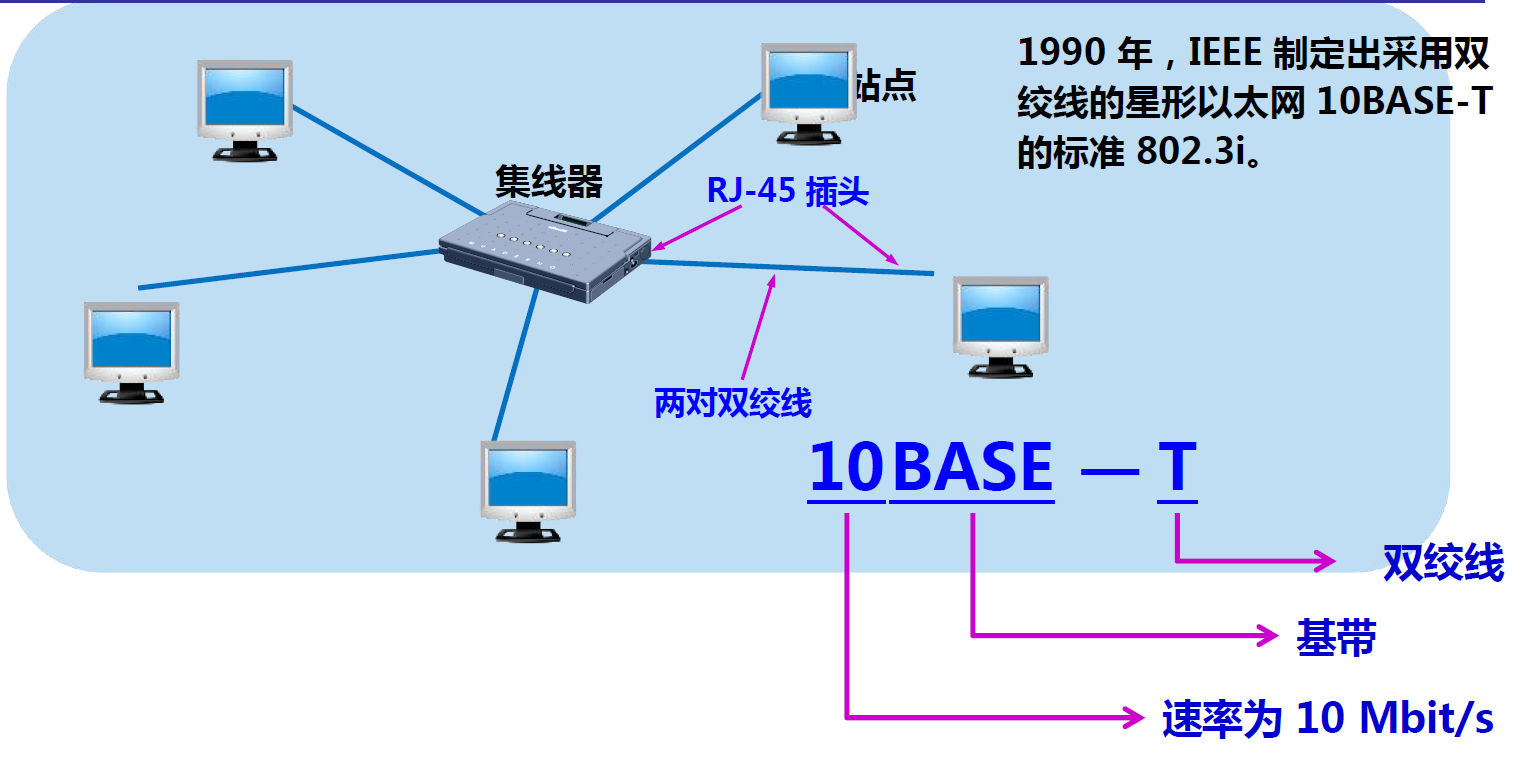 1990 年，IEEE 制定出采用双
绞线的星形以太网 10BASE-T
的标准 802.3i。
站点
集线器
RJ-45 插头
两对双绞线
10BASE — T
双绞线
基带
速率为 10 Mbit/s